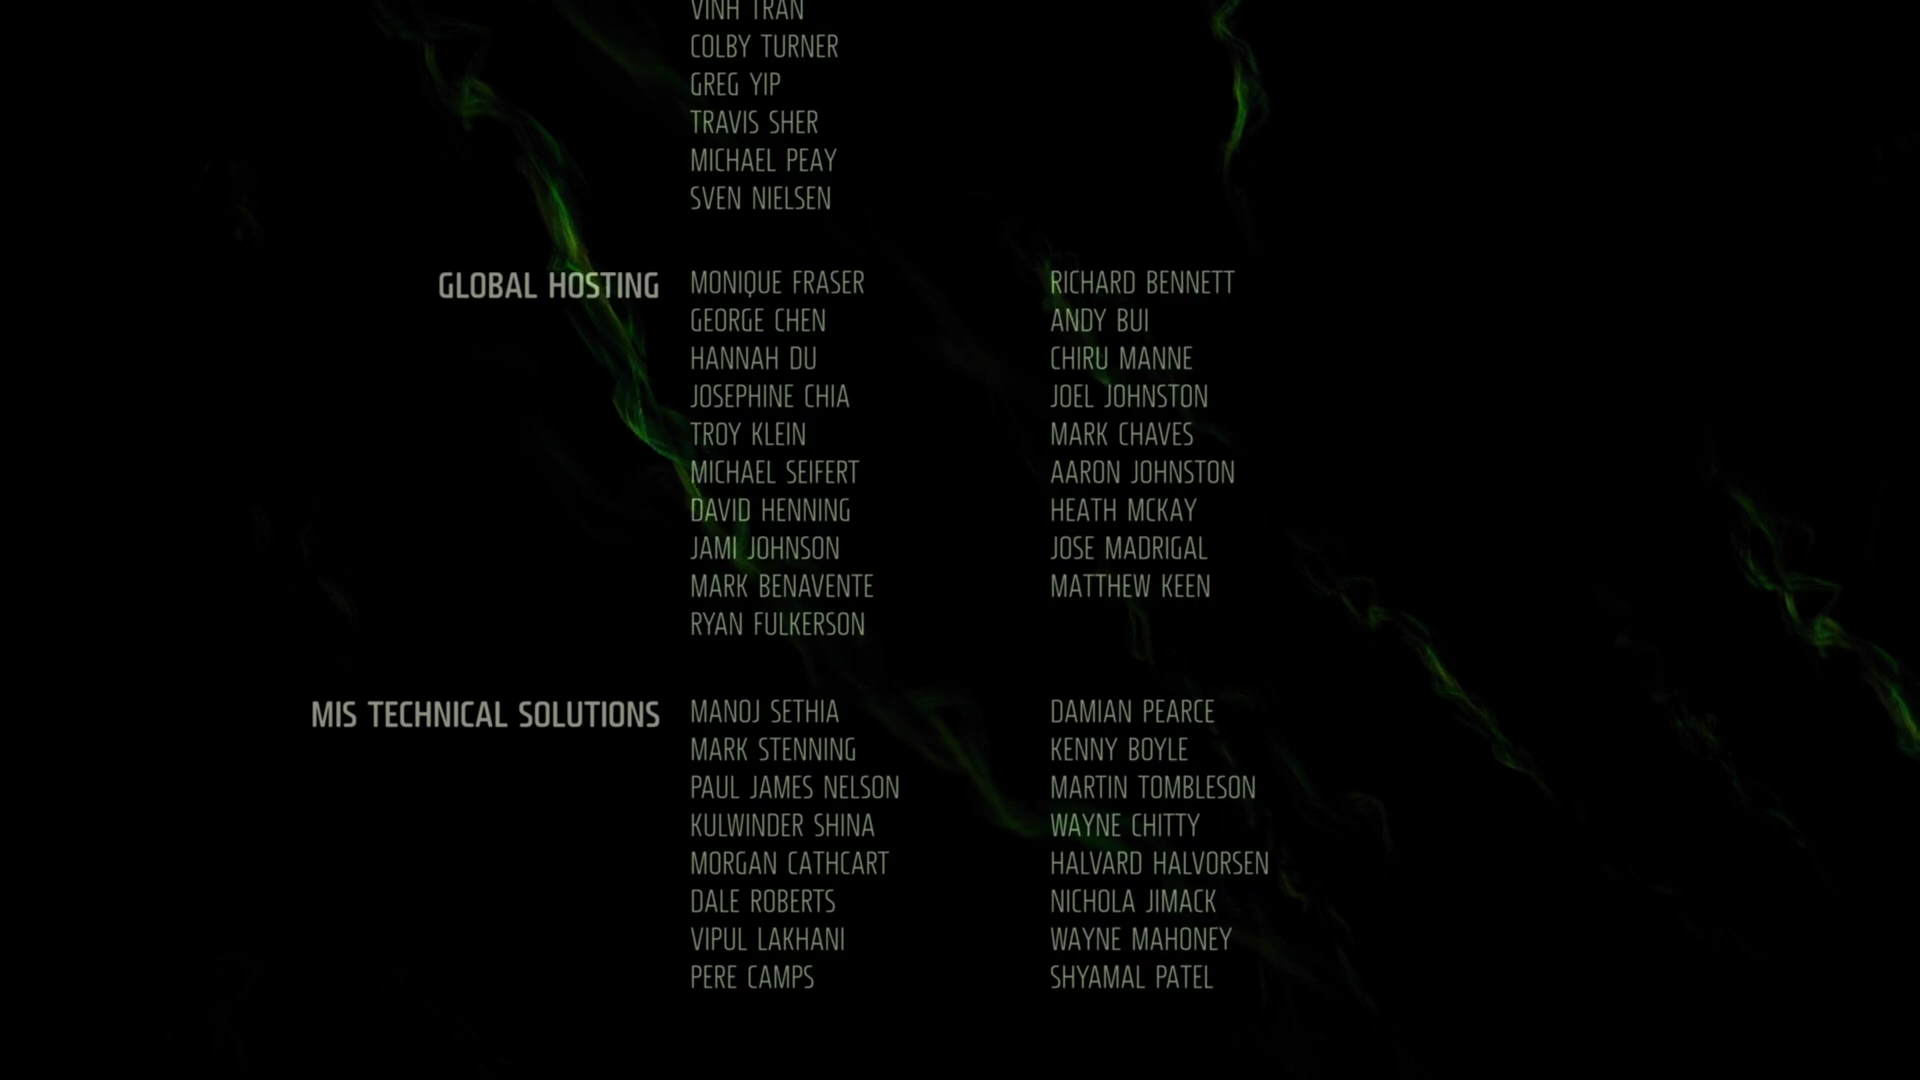 VINH TRAN
COLBY TURNER
GREG YIP
TRAVIS SHER
MICHAEL PEAY
SVEN NIELSEN
GLOBAL HOSTING
MONIQUE FRASER
GEORGE CHEN
HANNAH DU
JOSEPHINE CHIA
TROY KLEIN
MICHAEL SEIFERT
DAVID HENNING
JAMI JOHNSON
MARK BENAVENTE
RYAN FULKERSON
RICHARD BENNETT
ANDY BUI
CHIRU MANNE
JOEL JOHNSTON
MARK CHAVES
AARON JOHNSTON
HEATH MCKAY
JOSE MADRIGAL
MATTHEW KEEN
MIS TECHNICAL SOLUTIONS
MANOJ SETHIA
MARK STENNING
PAUL JAMES NELSON
KULWINDER SHINA
MORGAN CATHCART
DALE ROBERTS
VIPUL LAKHANI
PERE CAMPS
DAMIAN PEARCE
KENNY BOYLE
MARTIN TOMBLESON
WAYNE CHITTY
HALVARD HALVORSEN
NICHOLA JIMACK
WAYNE MAHONEY
SHYAMAL PATEL